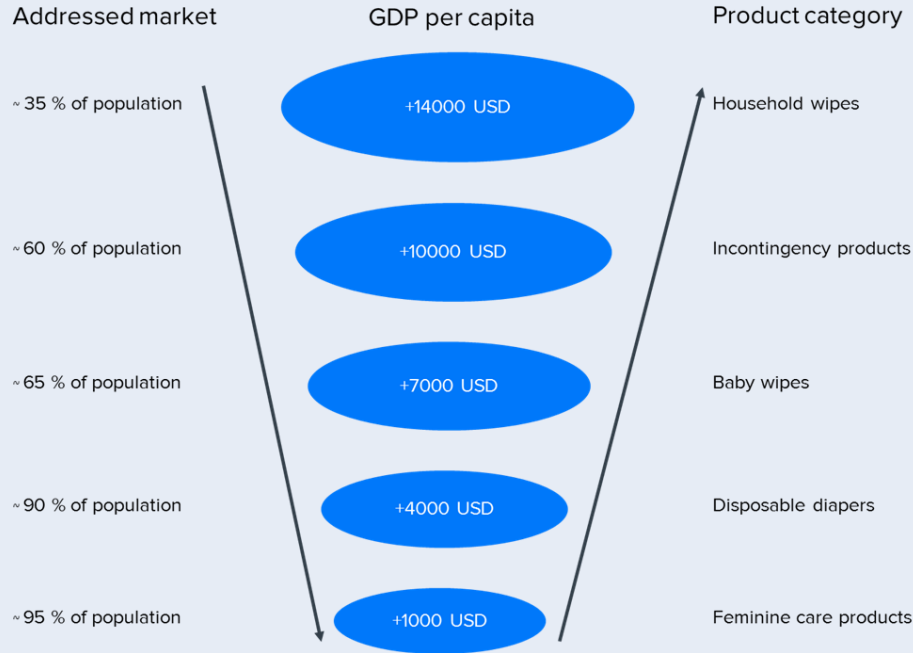 Addressed market GDP per capita Product category
~ 35 % of population +14000 USD Household wipes
~ 60 % of population +10000 USD Incontingency products
~ 65 % of population +7000 USD Baby wipes
~ 90 % of population +4000 USD Disposable diapers
~ 95 % of population +1000 USD Feminine care products